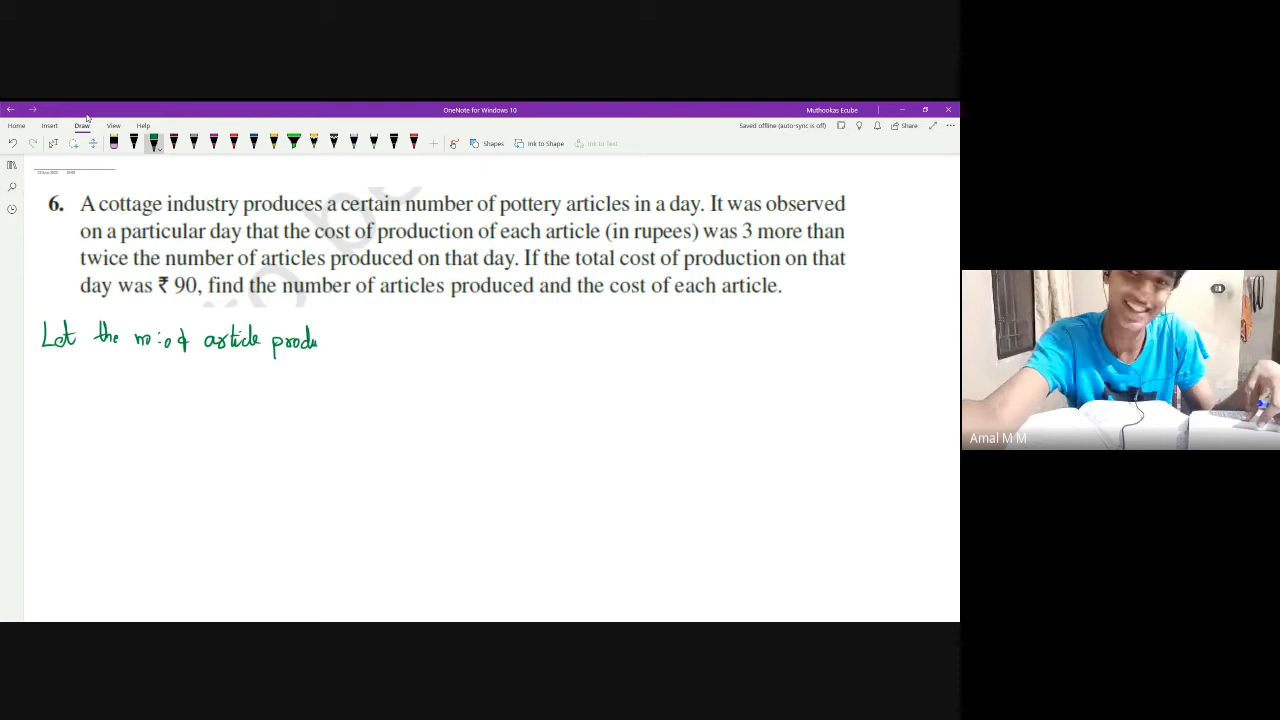 OneNote for Windows 10
Muthookas Ecube
Home Insert Draw View Help
Saved offline (auto-sync is off)
Share
Shapes
Ink to Shape
Ink to Text
6. A cottage industry produces a certain number of pottery articles in a day. It was observed
on a particular day that the cost of production of each article (in rupees) was 3 more than
twice the number of articles produced on that day. If the total cost of production on that
day was ₹ 90, find the number of articles produced and the cost of each article.
Let the no:of article produ
Amal M M